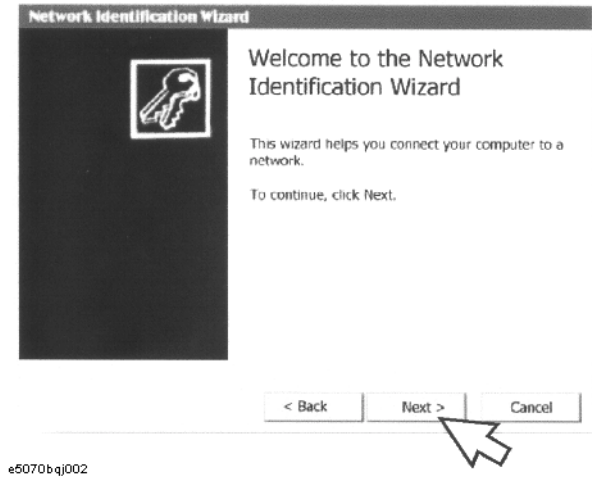 Network Identification Wizard
Welcome to the Network
Identification Wizard
This wizard helps you connect your computer to a
network.
To continue, click Next.
< Back
Next >
Cancel
e5070bqj002